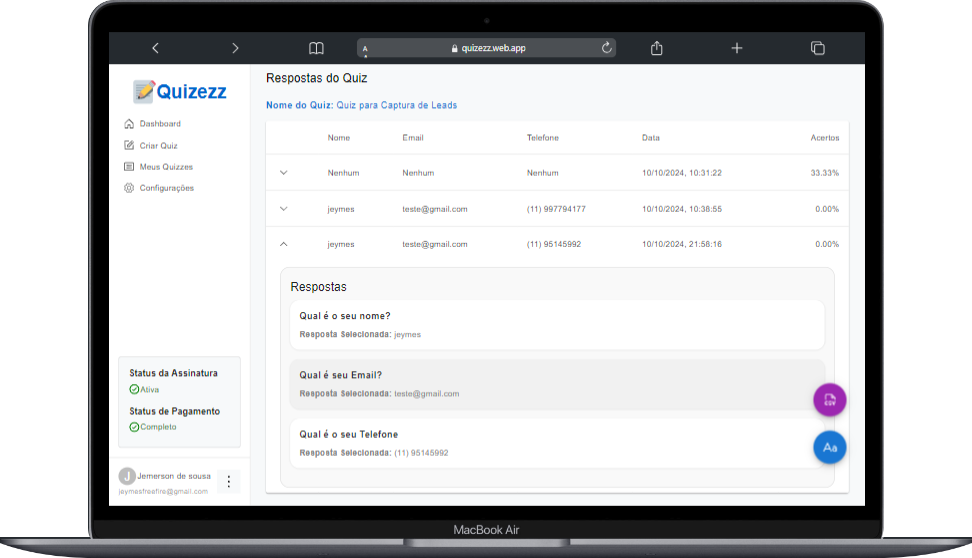 A
quizezz.web.app
Quizezz
Dashboard
Criar Quiz
Meus Quizzes
Configurações
Status da Assinatura
Ativa
Status de Pagamento
Completo
J
Jemerson de sousa
jeymesfreafire@gmail.com
Respostas do Quiz
Nome do Quiz: Quiz para Captura de Leads
Nome Email Telefone Data Acertos
Nenhum Nenhum Nenhum 10/10/2024, 10:31:22 33.33%
jeymes teste@gmail.com (11) 997794177 10/10/2024, 10:38:55 0.00%
jeymes teste@gmail.com (11) 95145992 10/10/2024, 21:58:16 0.00%
Respostas
Qual é o seu nome?
Resposta Selecionada: jeymes
Qual é seu Email?
Resposta Selecionada: teste@gmail.com
Qual é o seu Telefone
Resposta Selecionada: (11) 95145992
CSV
Aa
MacBook Air